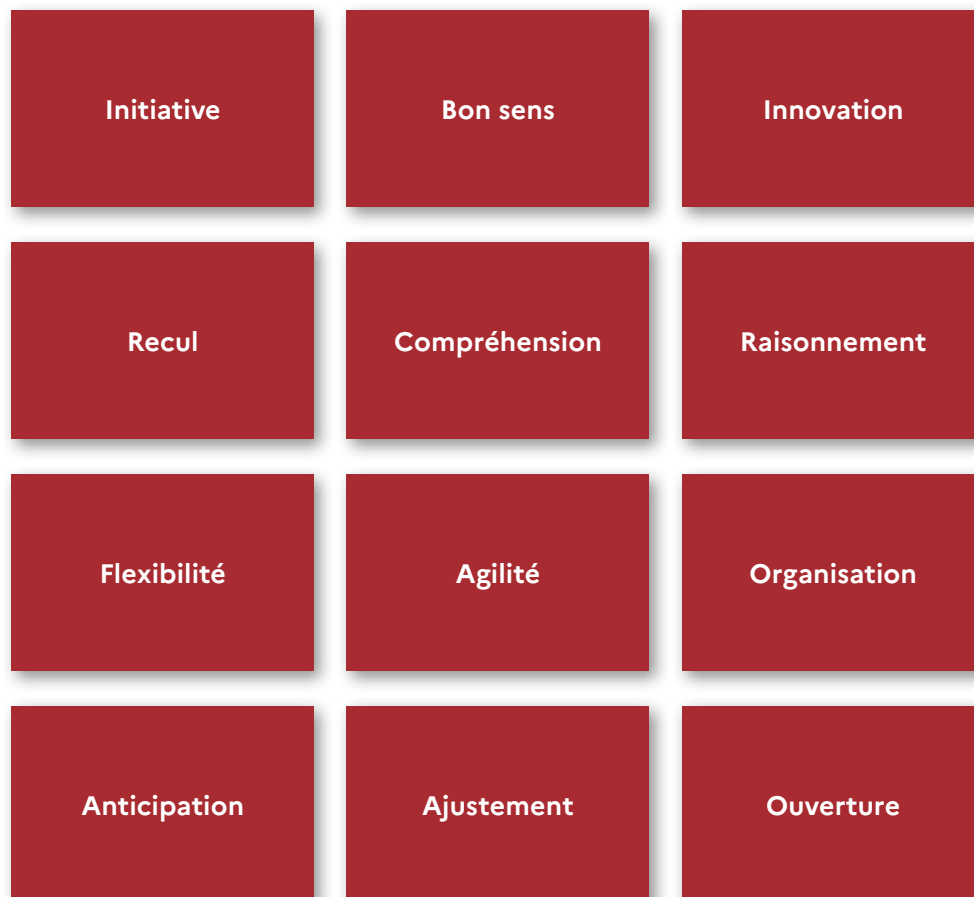 Initiative
Bon sens
Innovation
Recul
Compréhension
Raisonnement
Flexibilité
Agilité
Organisation
Anticipation
Ajustement
Ouverture